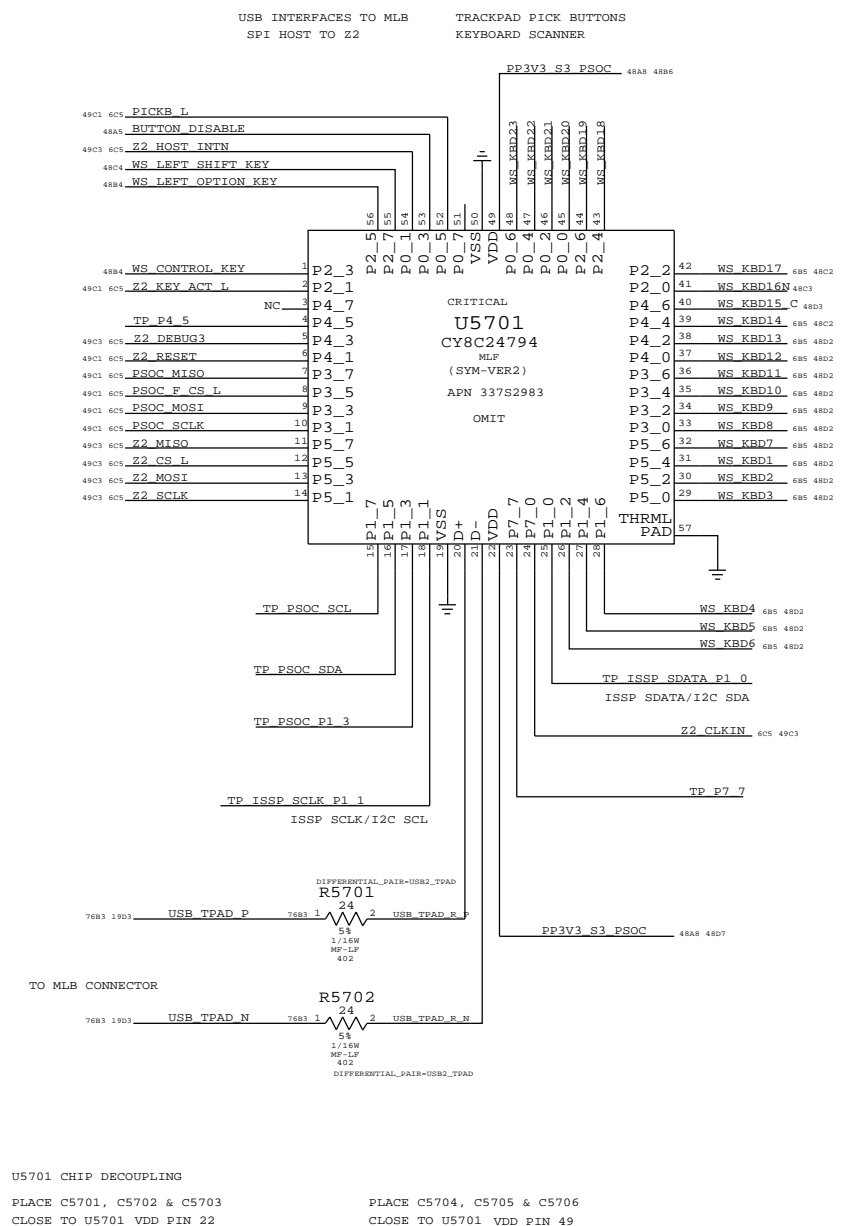 USB INTERFACES TO MLB TRACKPAD PICK BUTTONS
SPI HOST TO Z2 KEYBOARD SCANNER
PP3V3_S3_PSOC 48A8 48B6
49C1 6C5 PICKB_L
48A5 BUTTON_DISABLE
49C3 6C5 Z2_HOST_INTN
48C4 WS_LEFT_SHIFT_KEY
48B4 WS_LEFT_OPTION_KEY
WS_KBD23 WS_KBD22 WS_KBD21 WS_KBD20 WS_KBD19 WS_KBD18
56 55 54 53 52 51 50 49 48 47 46 45 44 43
P2_5 P2_7 P0_1 P0_3 P0_5 P0_7 VSS VDD P0_6 P0_4 P0_2 P0_0 P2_6 P2_4
48B4 WS_CONTROL_KEY 1 P2_3 P2_2 42 WS_KBD17 6B5 48C2
49C1 6C5 Z2_KEY_ACT_L 2 P2_1 P2_0 41 WS_KBD16N 48C3
NC 3 P4_7 CRITICAL P4_6 40 WS_KBD15_C 48D3
TP_P4_5 4 P4_5 U5701 P4_4 39 WS_KBD14 6B5 48C2
49C3 6C5 Z2_DEBUG3 5 P4_3 CY8C24794 P4_2 38 WS_KBD13 6B5 48D2
49C1 6C5 Z2_RESET 6 P4_1 MLF P4_0 37 WS_KBD12 6B5 48D2
49C1 6C5 PSOC_MISO 7 P3_7 (SYM-VER2) P3_6 36 WS_KBD11 6B5 48D2
49C1 6C5 PSOC_F_CS_L 8 P3_5 APN 337S2983 P3_4 35 WS_KBD10 6B5 48D2
49C1 6C5 PSOC_MOSI 9 P3_3 P3_2 34 WS_KBD9 6B5 48D2
49C1 6C5 PSOC_SCLK 10 P3_1 OMIT P3_0 33 WS_KBD8 6B5 48D2
49C3 6C5 Z2_MISO 11 P5_7 P5_6 32 WS_KBD7 6B5 48D2
49C3 6C5 Z2_CS_L 12 P5_5 P5_4 31 WS_KBD1 6B5 48D2
49C3 6C5 Z2_MOSI 13 P5_3 P5_2 30 WS_KBD2 6B5 48D2
49C3 6C5 Z2_SCLK 14 P5_1 P5_0 29 WS_KBD3 6B5 48D2
P1_7 P1_5 P1_3 P1_1 VSS D+ D- VDD P7_7 P7_0 P1_0 P1_2 P1_4 P1_6
THRML
PAD 57
15 16 17 18 19 20 21 22 23 24 25 26 27 28
TP_PSOC_SCL WS_KBD4 6B5 48D2
WS_KBD5 6B5 48D2
WS_KBD6 6B5 48D2
TP_PSOC_SDA TP_ISSP_SDATA_P1_0
ISSP SDATA/I2C SDA
TP_PSOC_P1_3 Z2_CLKIN 6C5 49C3
TP_ISSP_SCLK_P1_1 TP_P7_7
ISSP SCLK/I2C SCL
DIFFERENTIAL_PAIR=USB2_TPAD
R5701
24
76B3 19D3 USB_TPAD_P 76B3 1 2 USB_TPAD_R_P
5%
1/16W
MF-LF
402
PP3V3_S3_PSOC 48A8 48D7
TO MLB CONNECTOR
R5702
24
76B3 19D3 USB_TPAD_N 76B3 1 2 USB_TPAD_R_N
5%
1/16W
MF-LF
402
DIFFERENTIAL_PAIR=USB2_TPAD
U5701 CHIP DECOUPLING
PLACE C5701, C5702 & C5703 PLACE C5704, C5705 & C5706
CLOSE TO U5701 VDD PIN 22 CLOSE TO U5701 VDD PIN 49